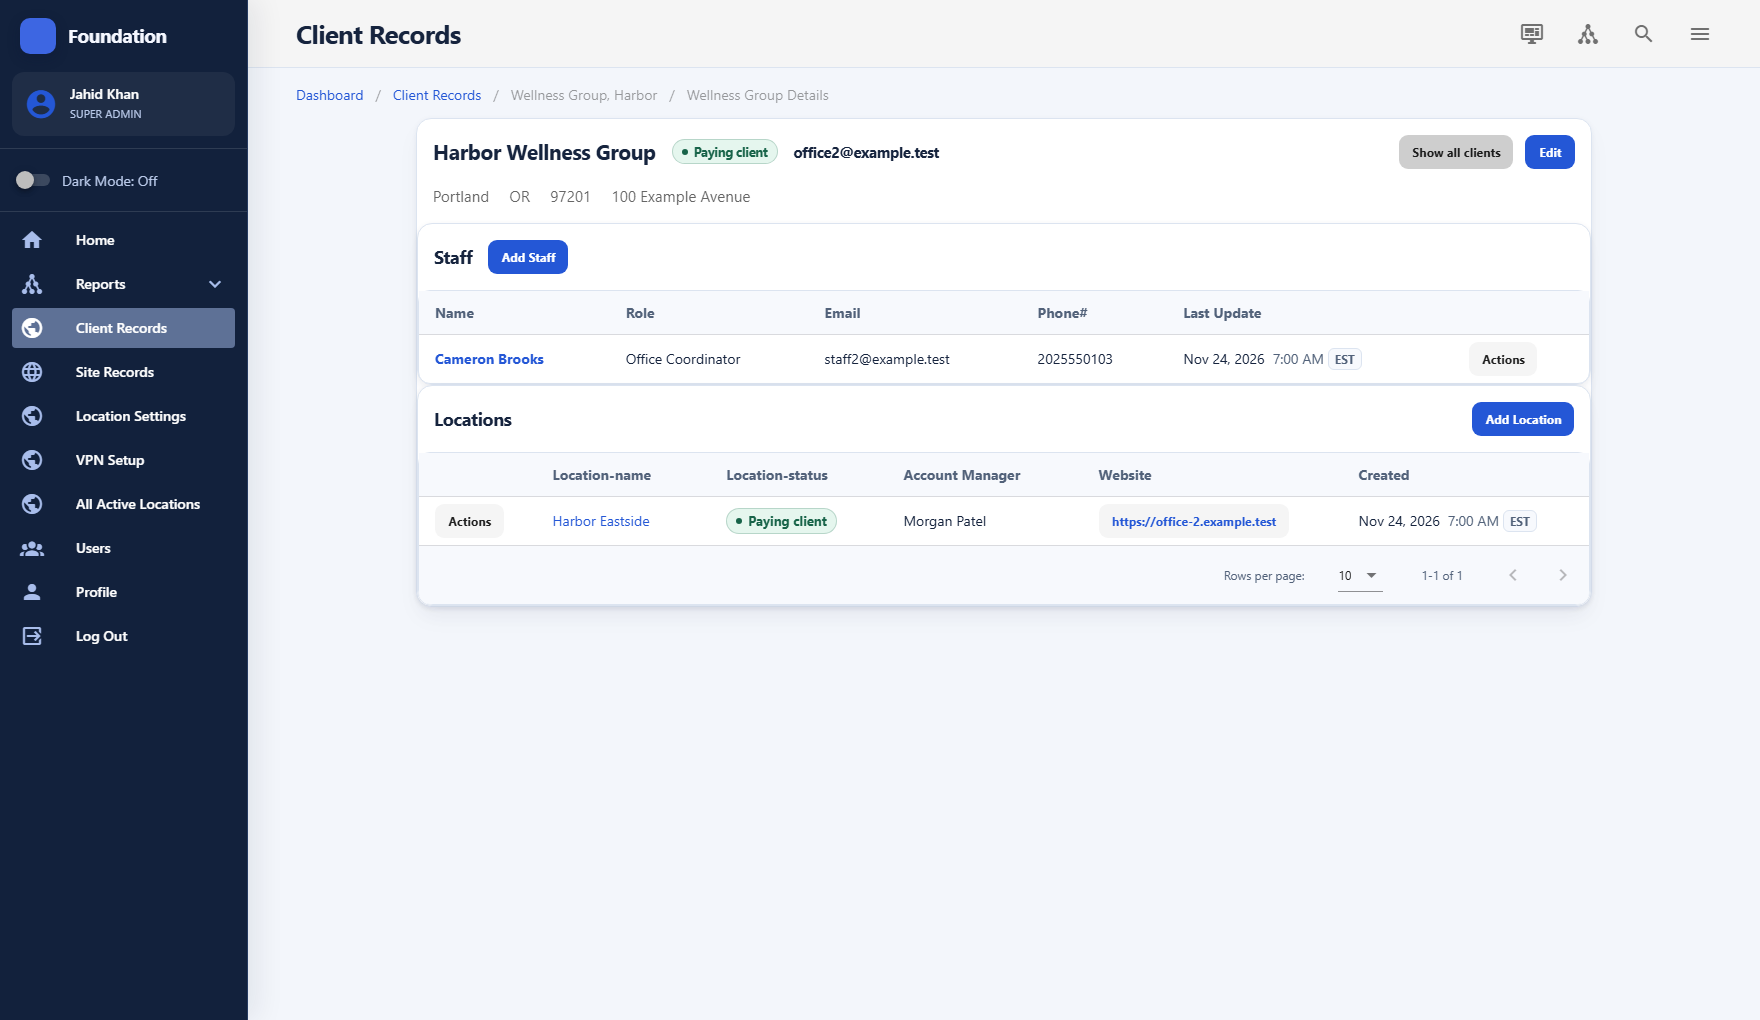 Foundation
Jahid Khan
SUPER ADMIN
Dark Mode: Off
Home
Reports
Client Records
Site Records
Location Settings
VPN Setup
All Active Locations
Users
Profile
Log Out
Client Records
Dashboard / Client Records / Wellness Group, Harbor / Wellness Group Details
Harbor Wellness Group Paying client office2@example.test Show all clients Edit
Portland OR 97201 100 Example Avenue
Staff Add Staff
Name Role Email Phone# Last Update
Cameron Brooks Office Coordinator staff2@example.test 2025550103 Nov 24, 2026 7:00 AM EST Actions
Locations Add Location
Location-name Location-status Account Manager Website Created
Actions Harbor Eastside Paying client Morgan Patel https://office-2.example.test Nov 24, 2026 7:00 AM EST
Rows per page: 10 1-1 of 1